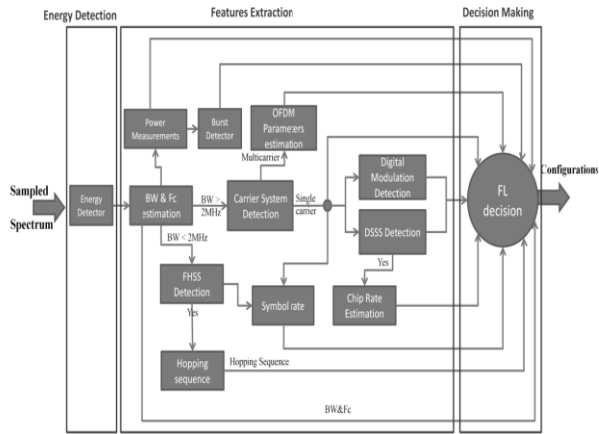 Energy Detection
Features Extraction
Decision Making
Power
Measurements
Burst
Detector
OFDM
Parameters
estimation
Multicarrier
Digital
Modulation
Detection
FL
decision
Configurations
Sampled
Spectrum
Energy
Detector
BW & Fc
estimation
BW >
2MHz
Carrier System
Detection
Single
carrier
DSSS Detection
BW < 2MHz
Yes
FHSS
Detection
Symbol rate
Chip Rate
Estimation
Yes
Hopping
sequence
Hopping Sequence
BW&Fc